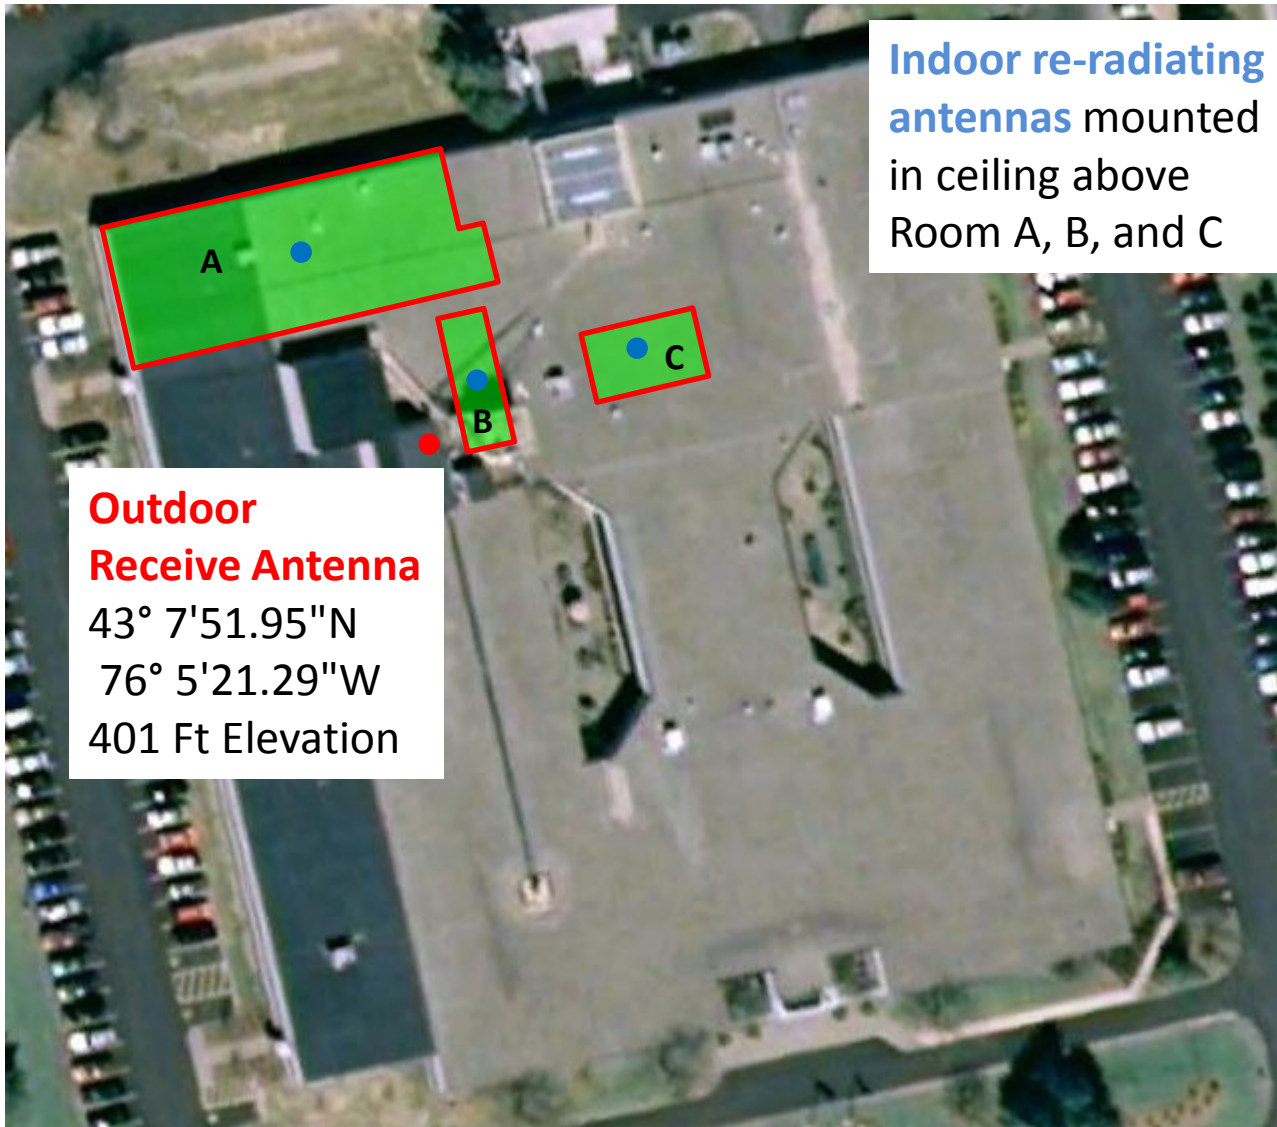 Indoor re-radiating
antennas mounted
in ceiling above
Room A, B, and C
A
C
B
Outdoor
Receive Antenna
43° 7'51.95"N
76° 5'21.29"W
401 Ft Elevation